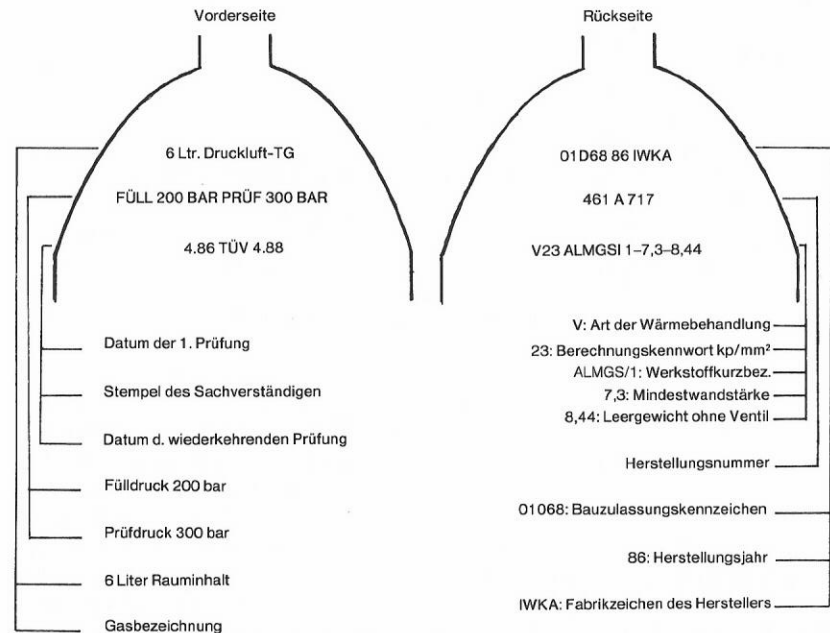 Vorderseite
6 Ltr. Druckluft-TG
FÜLL 200 BAR PRÜF 300 BAR
4.86 TÜV 4.88
Datum der 1. Prüfung
Stempel des Sachverständigen
Datum d. wiederkehrenden Prüfung
Fülldruck 200 bar
Prüfdruck 300 bar
6 Liter Rauminhalt
Gasbezeichnung
Rückseite
01D68 86 IWKA
461 A 717
V23 ALMGSI 1–7,3–8,44
V: Art der Wärmebehandlung
23: Berechnungskennwort kp/mm²
ALMGS/1: Werkstoffkurzbez.
7,3: Mindestwandstärke
8,44: Leergewicht ohne Ventil
Herstellungsnummer
01068: Bauzulassungskennzeichen
86: Herstellungsjahr
IWKA: Fabrikzeichen des Herstellers